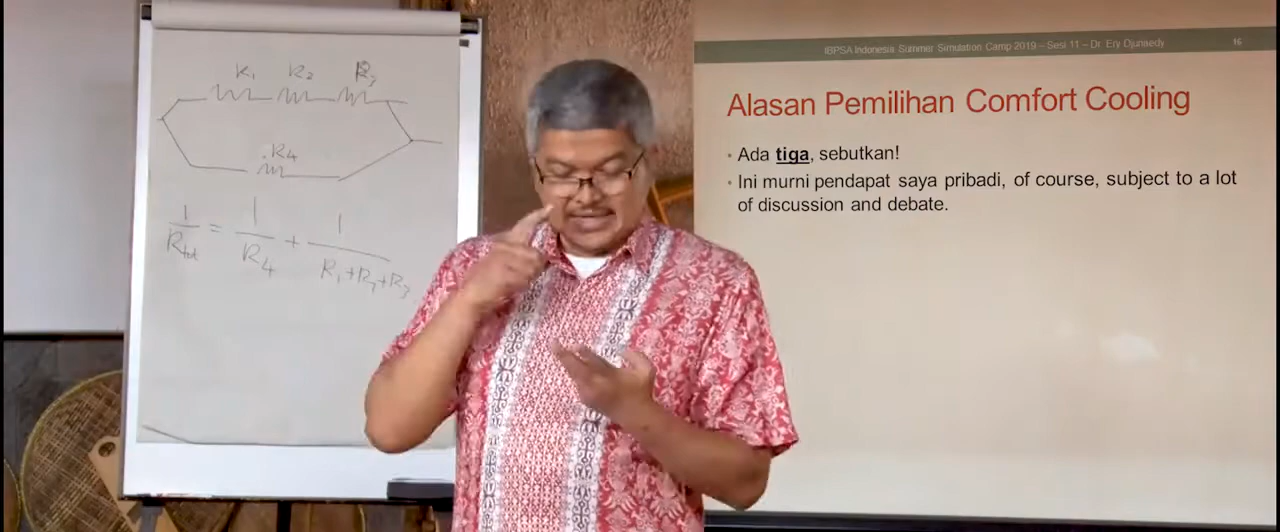 R₁ R₂ R₃
R₄
1/R_tot = 1/R₄ + 1/(R₁+R₂+R₃)
IBPSA Indonesia Summer Simulation Camp 2019 – Sesi 11 – Dr. Ery Djunaedy 16
Alasan Pemilihan Comfort Cooling
• Ada tiga, sebutkan!
• Ini murni pendapat saya pribadi, of course, subject to a lot
of discussion and debate.